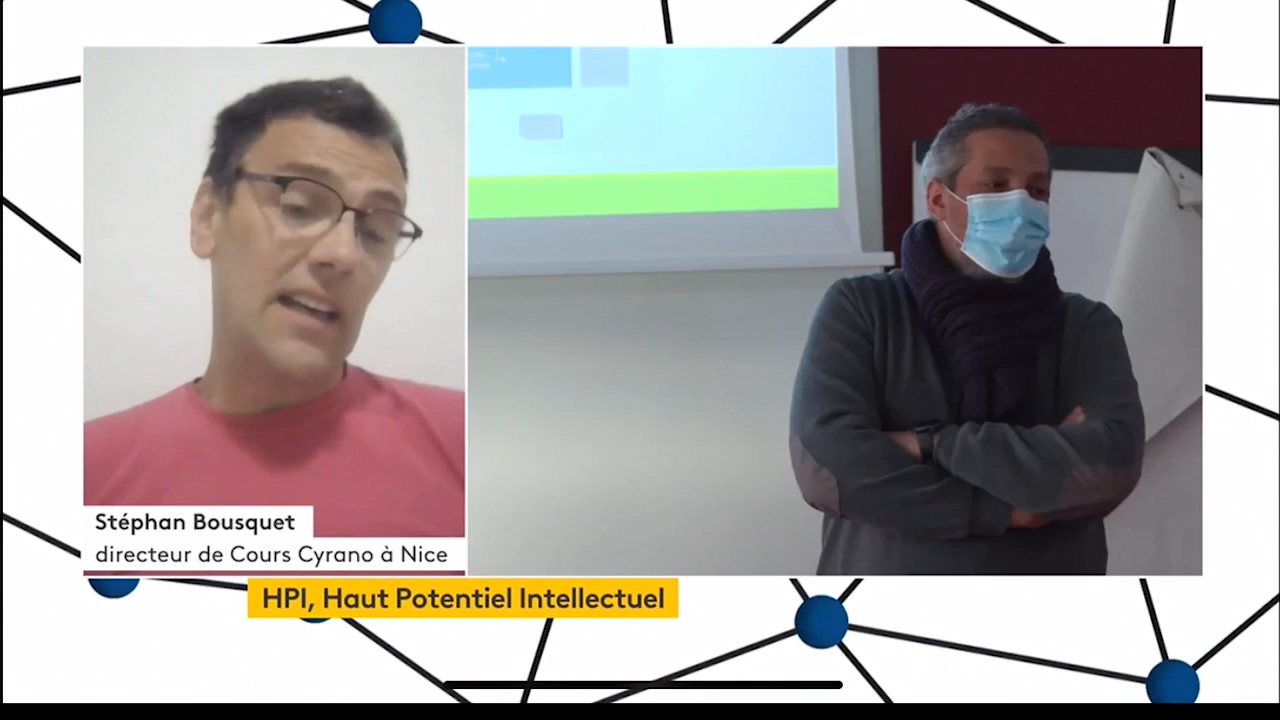 Stéphan Bousquet
directeur de Cours Cyrano à Nice
HPI, Haut Potentiel Intellectuel